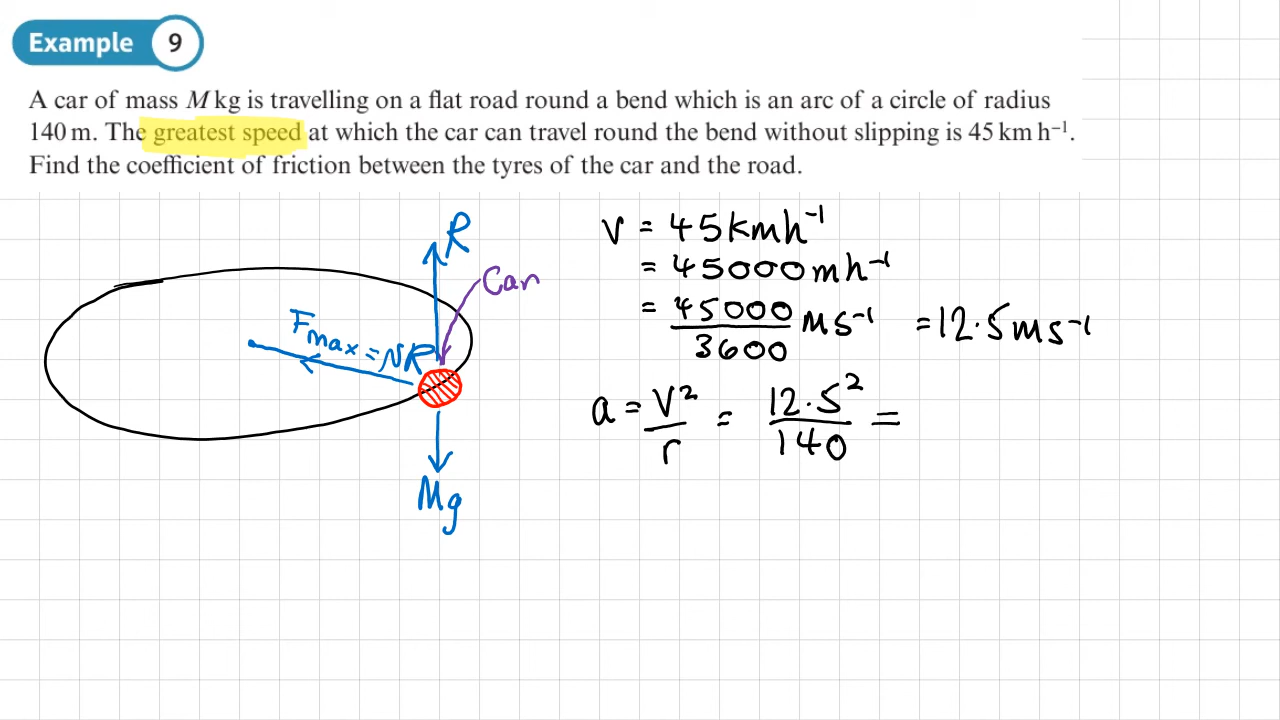 Example 9
A car of mass M kg is travelling on a flat road round a bend which is an arc of a circle of radius
140 m. The greatest speed at which the car can travel round the bend without slipping is 45 km h⁻¹.
Find the coefficient of friction between the tyres of the car and the road.
R
Car
Fmax = μR
Mg
v = 45kmh⁻¹
= 45000mh⁻¹
= 45000/3600 ms⁻¹ = 12.5ms⁻¹
a = v²/r = 12.5²/140 =